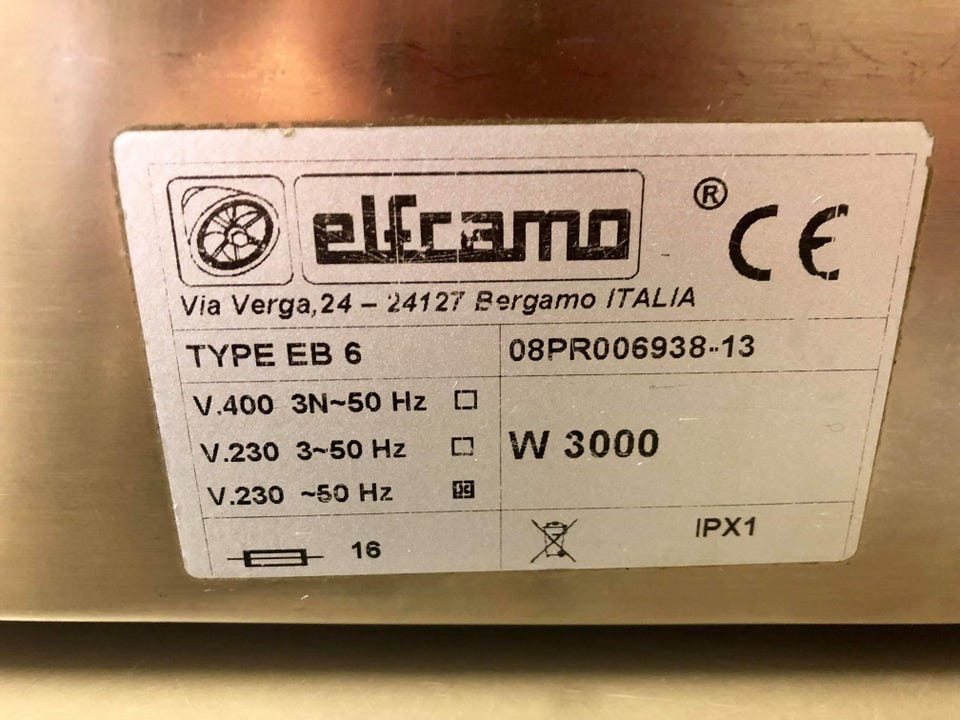 elframo ® CE
Via Verga,24 – 24127 Bergamo ITALIA
TYPE EB 6
08PR006938-13
V.400 3N~50 Hz
V.230 3~50 Hz
V.230 ~50 Hz
W 3000
16
IPX1